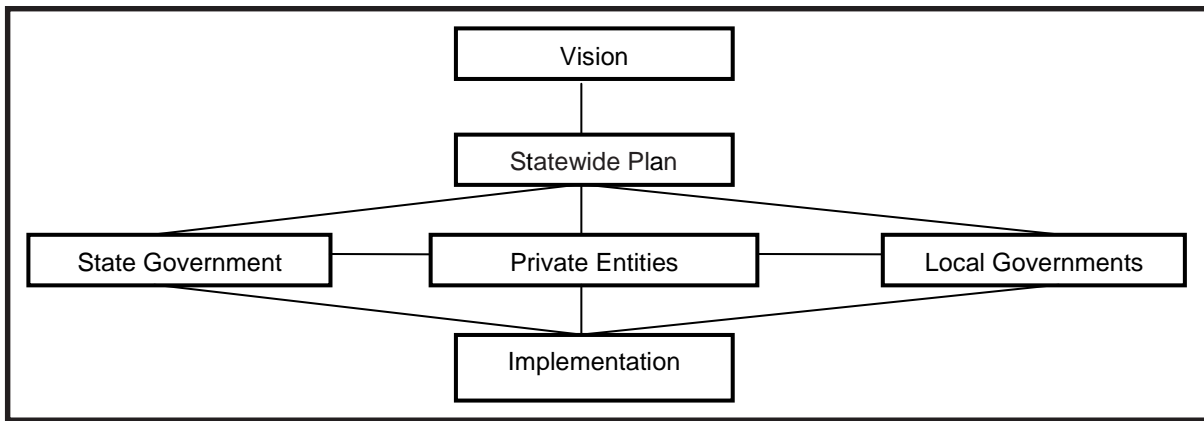 Vision
Statewide Plan
State Government
Private Entities
Local Governments
Implementation